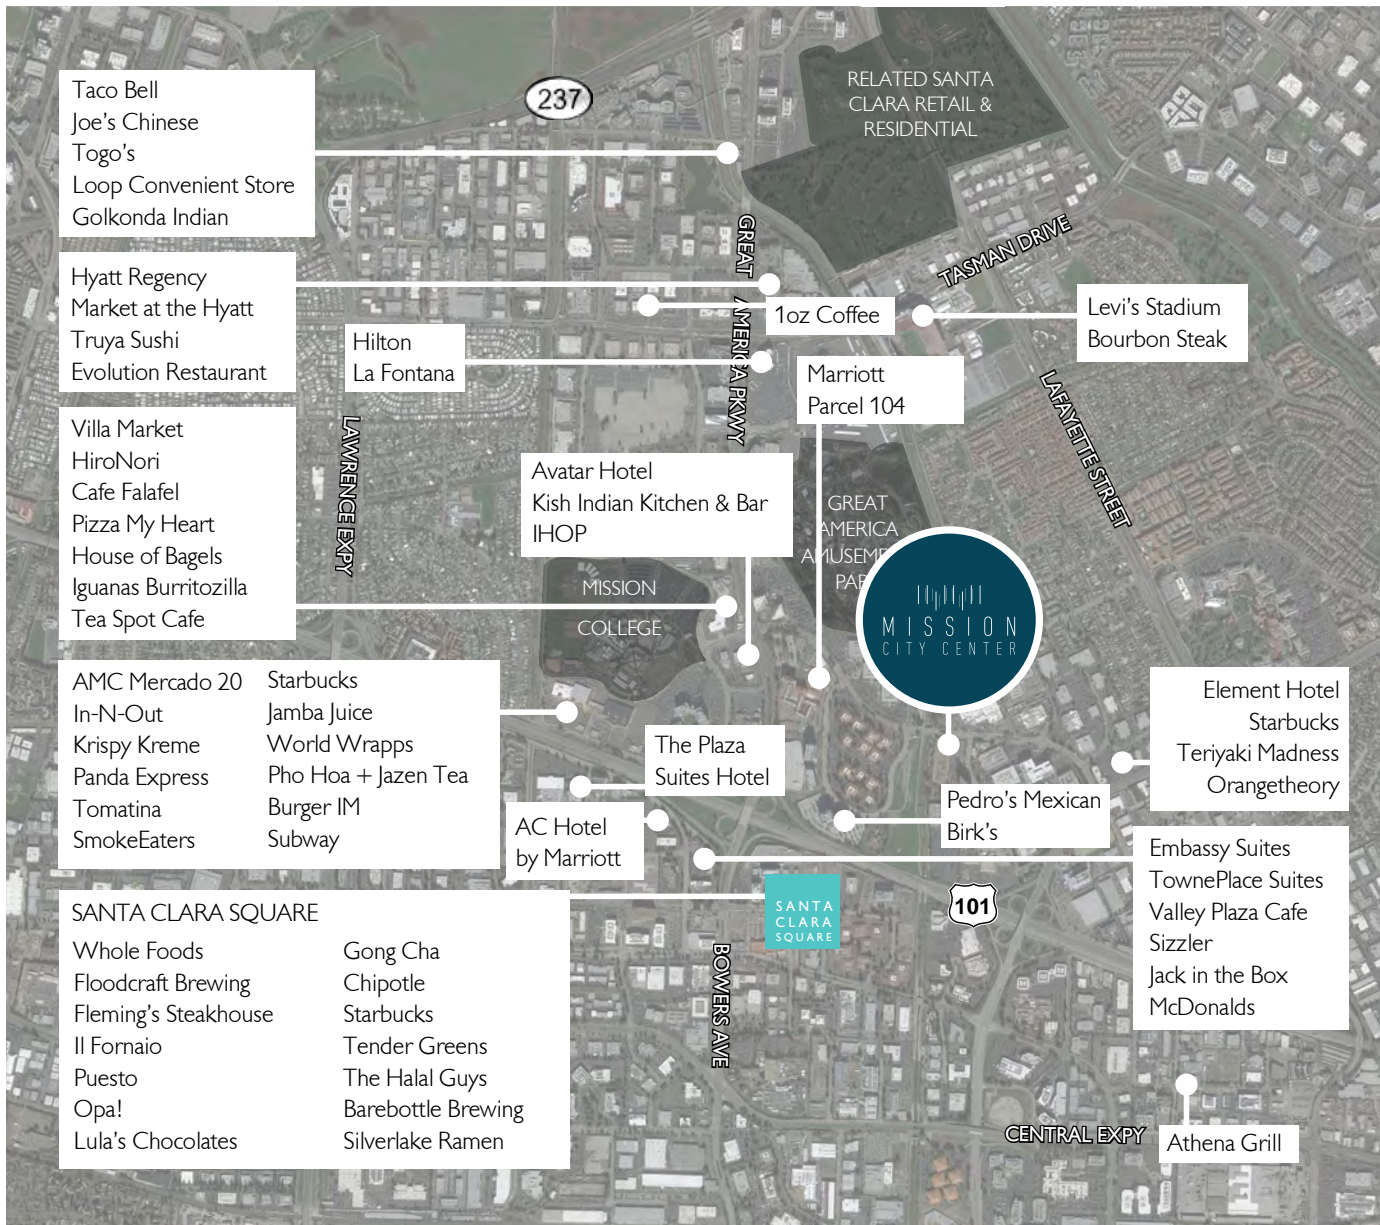 Taco Bell
Joe's Chinese
Togo's
Loop Convenient Store
Golkonda Indian
237
RELATED SANTA
CLARA RETAIL &
RESIDENTIAL
GREAT AMERICA PKWY
TASMAN DRIVE
Hyatt Regency
Market at the Hyatt
Truya Sushi
Evolution Restaurant
1oz Coffee
Levi's Stadium
Bourbon Steak
Hilton
La Fontana
Marriott
Parcel 104
LAWRENCE EXPY
LAFAYETTE STREET
Villa Market
HiroNori
Cafe Falafel
Pizza My Heart
House of Bagels
Iguanas Burritozilla
Tea Spot Cafe
Avatar Hotel
Kish Indian Kitchen & Bar
IHOP
GREAT
AMERICA
AMUSEME
PAR
MISSION
COLLEGE
MISSION
CITY CENTER
AMC Mercado 20
In-N-Out
Krispy Kreme
Panda Express
Tomatina
SmokeEaters
Starbucks
Jamba Juice
World Wrapps
Pho Hoa + Jazen Tea
Burger IM
Subway
The Plaza
Suites Hotel
AC Hotel
by Marriott
Pedro's Mexican
Birk's
Element Hotel
Starbucks
Teriyaki Madness
Orangetheory
Embassy Suites
TownePlace Suites
Valley Plaza Cafe
Sizzler
Jack in the Box
McDonalds
101
SANTA
CLARA
SQUARE
BOWERS AVE
SANTA CLARA SQUARE
Whole Foods
Floodcraft Brewing
Fleming's Steakhouse
Il Fornaio
Puesto
Opa!
Lula's Chocolates
Gong Cha
Chipotle
Starbucks
Tender Greens
The Halal Guys
Barebottle Brewing
Silverlake Ramen
CENTRAL EXPY
Athena Grill